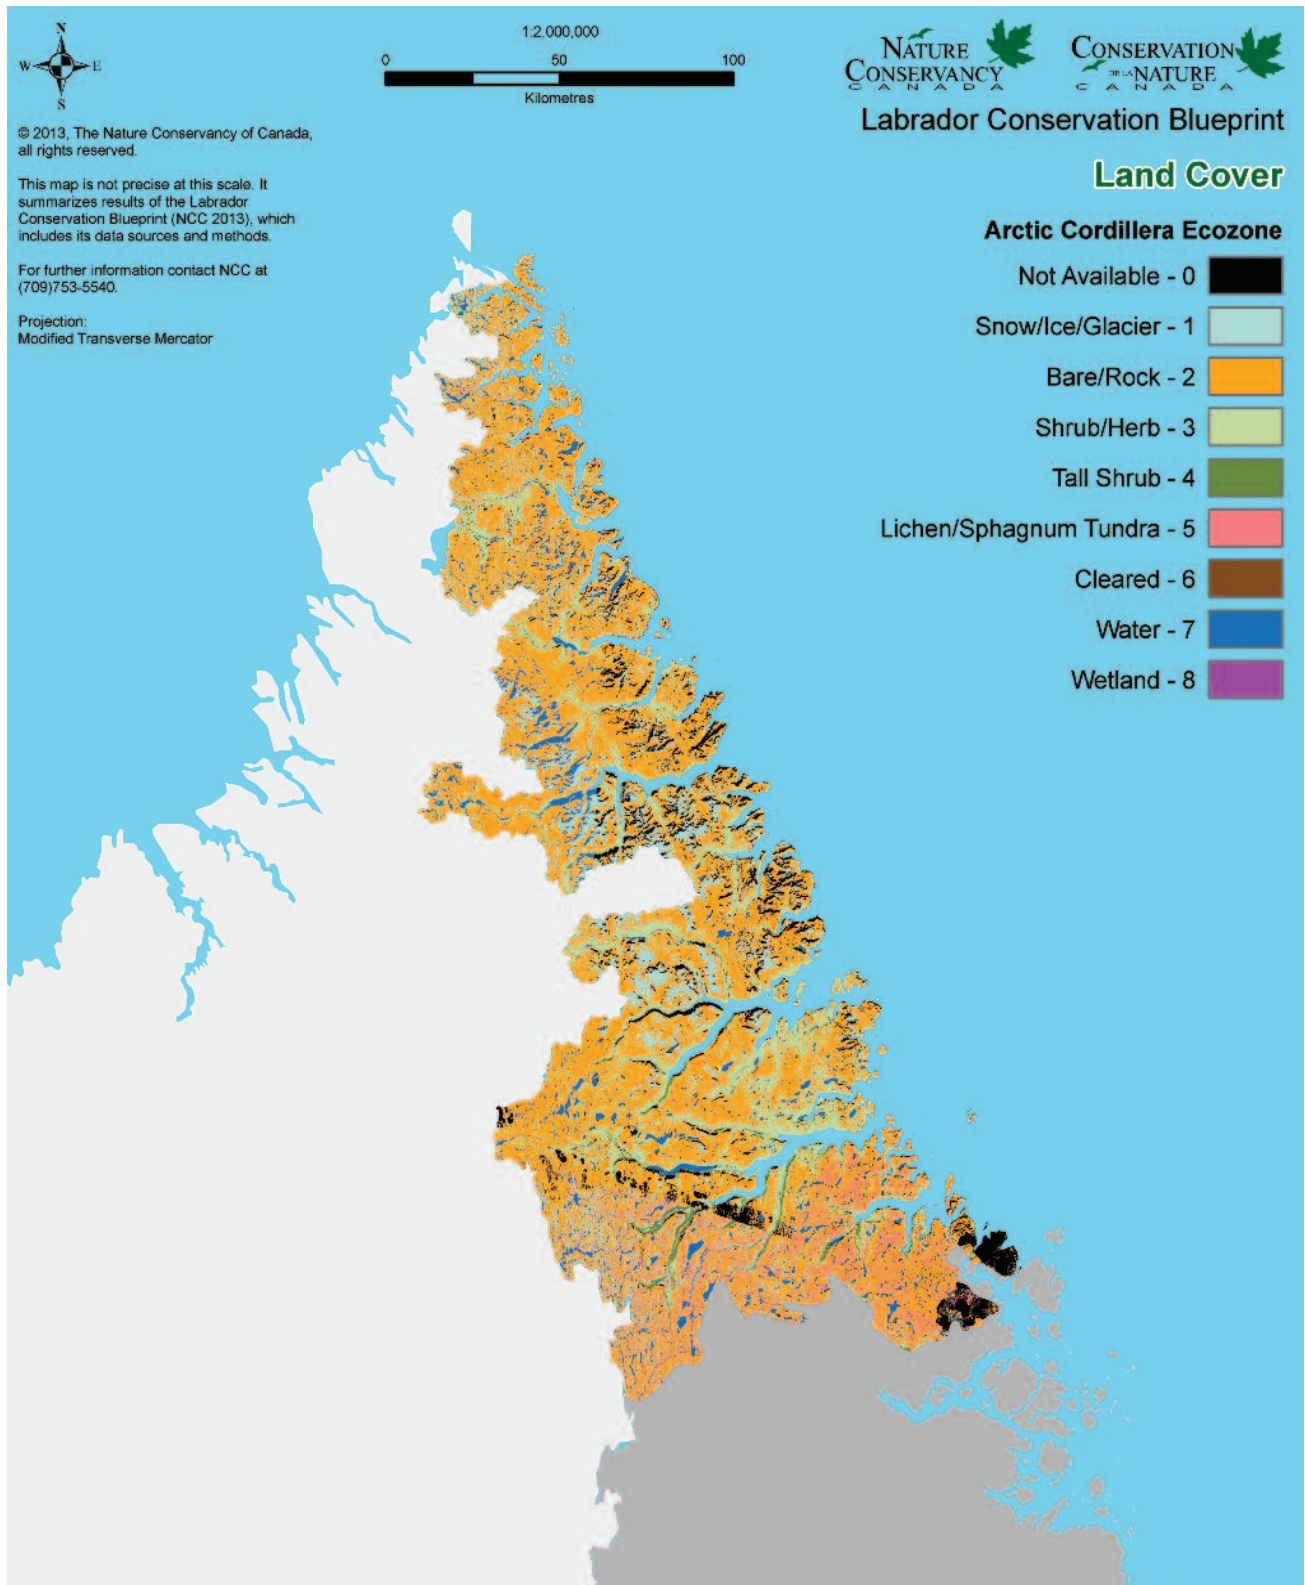 N
W E
S
1:2,000,000
0 50 100
Kilometres
NATURE
CONSERVANCY
CANADA
CONSERVATION
DE LA NATURE
CANADA
Labrador Conservation Blueprint
Land Cover
© 2013, The Nature Conservancy of Canada,
all rights reserved.
This map is not precise at this scale. It
summarizes results of the Labrador
Conservation Blueprint (NCC 2013), which
includes its data sources and methods.
For further information contact NCC at
(709)753-5540.
Projection:
Modified Transverse Mercator
Arctic Cordillera Ecozone
Not Available - 0
Snow/Ice/Glacier - 1
Bare/Rock - 2
Shrub/Herb - 3
Tall Shrub - 4
Lichen/Sphagnum Tundra - 5
Cleared - 6
Water - 7
Wetland - 8